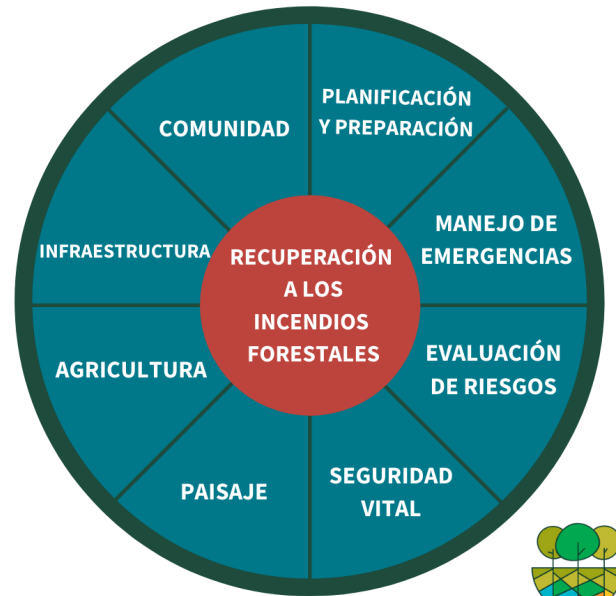 PLANIFICACIÓN
Y PREPARACIÓN
MANEJO DE
EMERGENCIAS
EVALUACIÓN
DE RIESGOS
SEGURIDAD
VITAL
PAISAJE
AGRICULTURA
INFRAESTRUCTURA
COMUNIDAD
RECUPERACIÓN
A LOS
INCENDIOS
FORESTALES